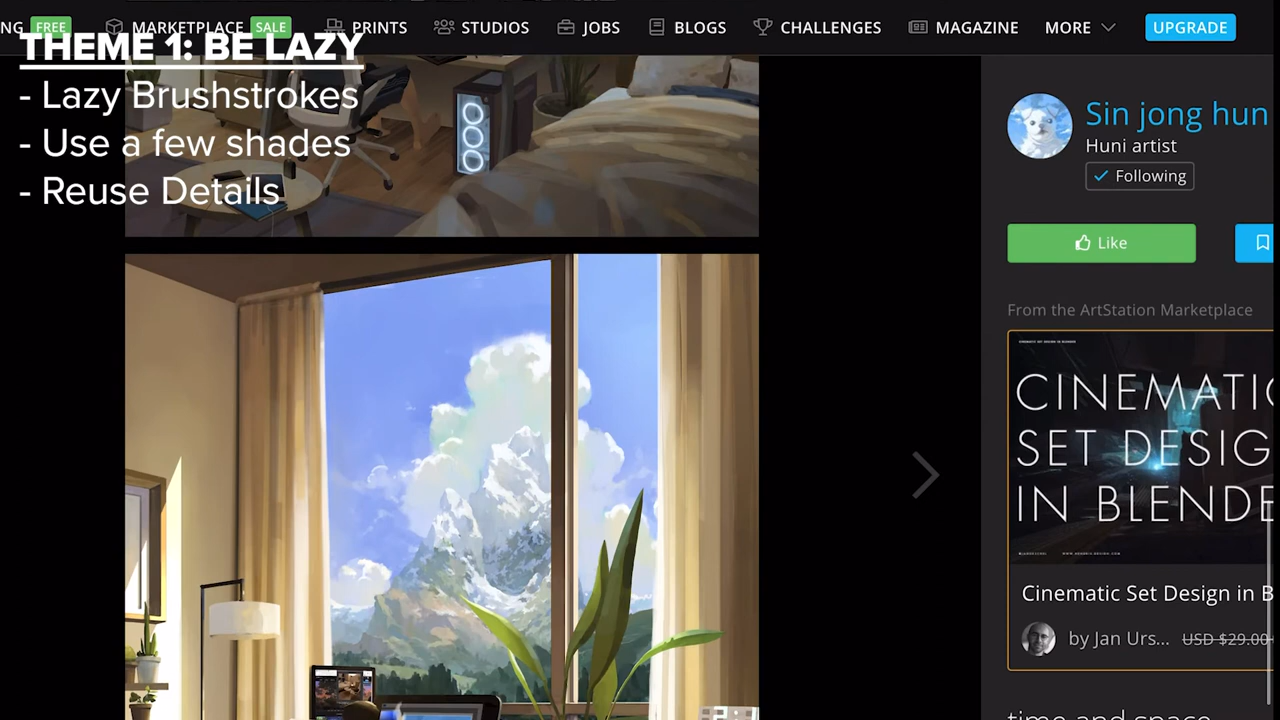 NG FREE MARKETPLACE SALE PRINTS STUDIOS JOBS BLOGS CHALLENGES MAGAZINE MORE UPGRADE
THEME 1: BE LAZY
- Lazy Brushstrokes
- Use a few shades
- Reuse Details
Sin jong hun
Huni artist
Following
Like
From the ArtStation Marketplace
CINEMATIC
SET DESIG
IN BLENDE
Cinematic Set Design in B
by Jan Urs... USD $29.00
time and space